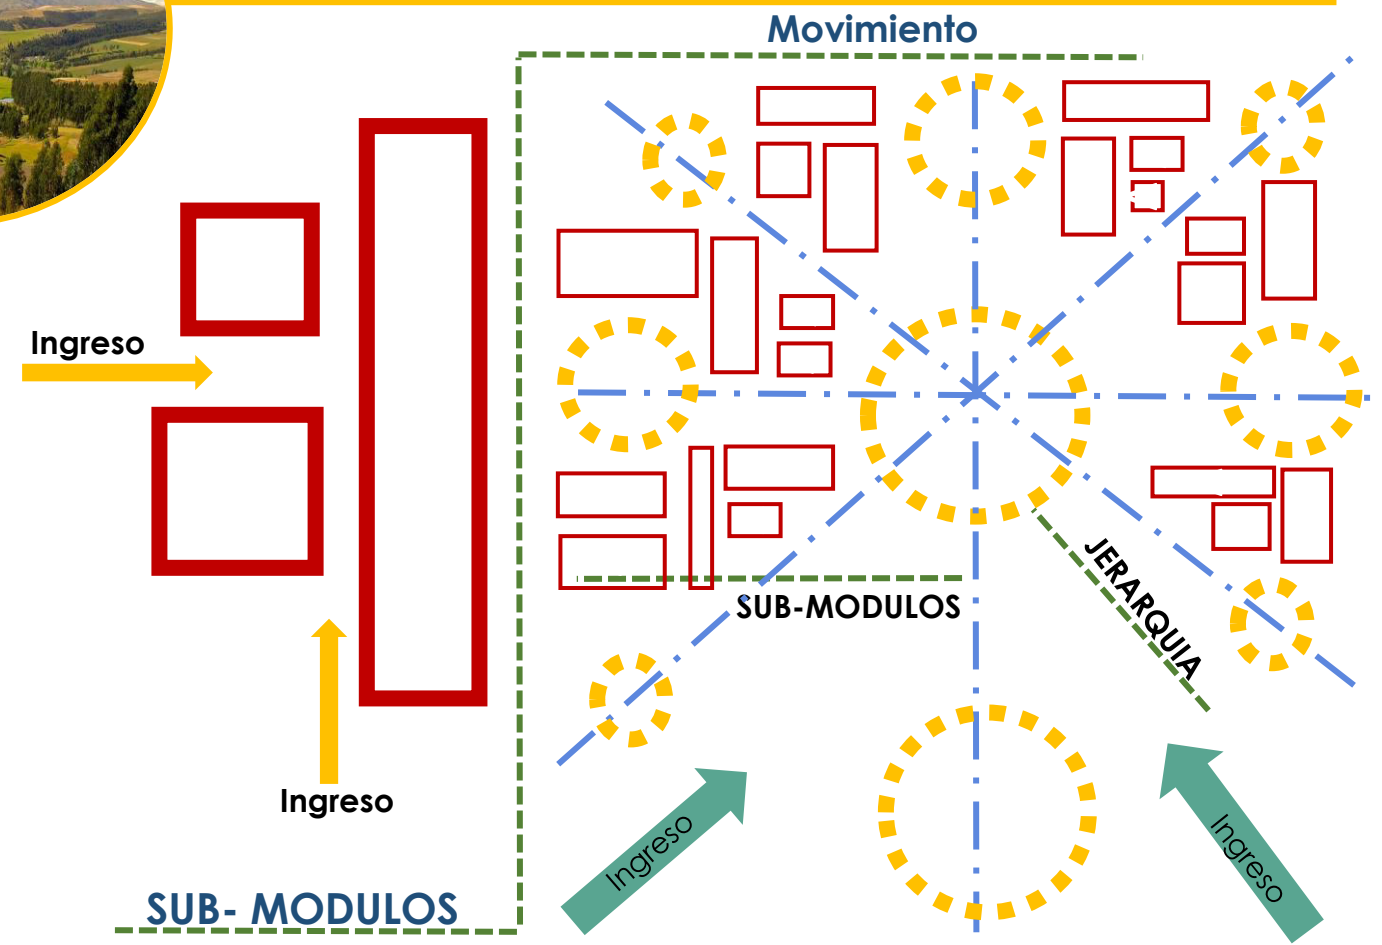 Movimiento
Ingreso
JERARQUIA
SUB-MODULOS
Ingreso
Ingreso
Ingreso
SUB- MODULOS